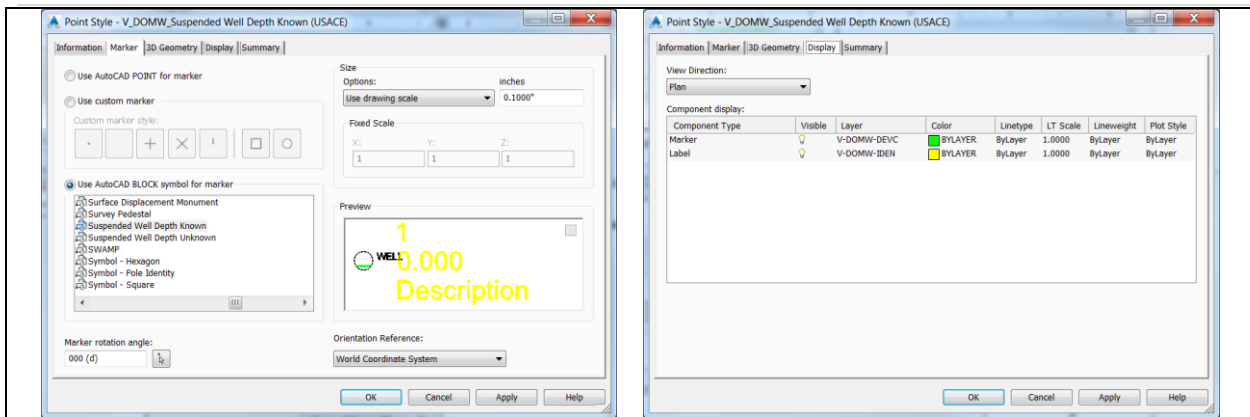 Point Style - V_DOMW_Suspended Well Depth Known (USACE)
Information Marker 3D Geometry Display Summary
Use AutoCAD POINT for marker
Use custom marker
Custom marker style:
Use AutoCAD BLOCK symbol for marker
Surface Displacement Monument
Survey Pedestal
Suspended Well Depth Known
Suspended Well Depth Unknown
SWAMP
Symbol - Hexagon
Symbol - Pole Identity
Symbol - Square
Marker rotation angle:
000 (d)
Size
Options: inches
Use drawing scale 0.1000"
Fixed Scale
X: Y: Z:
1 1 1
Preview
1
WELL
0.000
Description
Orientation Reference:
World Coordinate System
OK Cancel Apply Help
Point Style - V_DOMW_Suspended Well Depth Known (USACE)
Information Marker 3D Geometry Display Summary
View Direction:
Plan
Component display:
Component Type Visible Layer Color Linetype LT Scale Lineweight Plot Style
Marker V-DOMW-DEVC BYLAYER ByLayer 1.0000 ByLayer ByLayer
Label V-DOMW-IDEN BYLAYER ByLayer 1.0000 ByLayer ByLayer
OK Cancel Apply Help